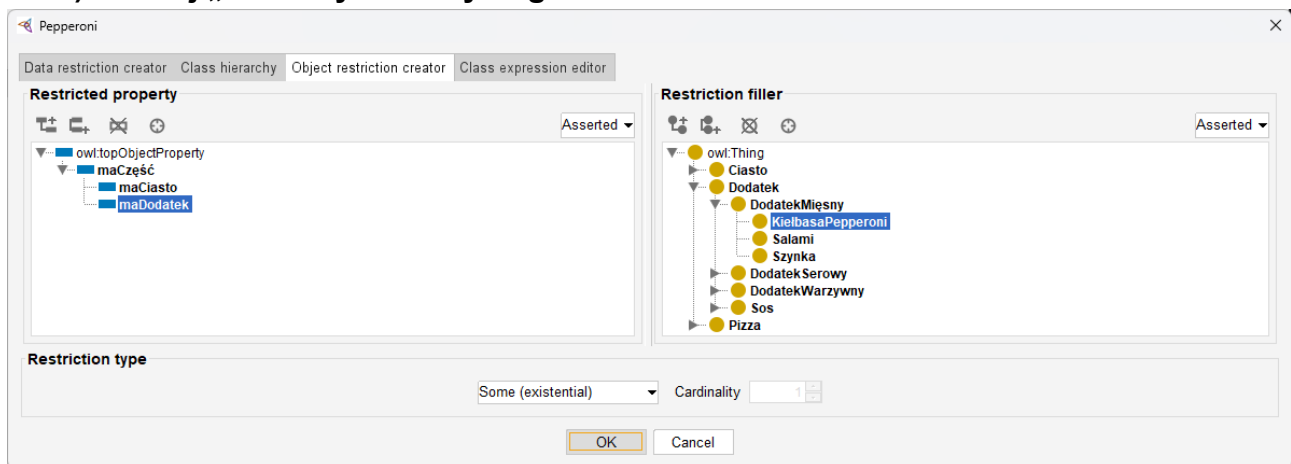 Pepperoni
Data restriction creator Class hierarchy Object restriction creator Class expression editor
Restricted property
Asserted
owl:topObjectProperty
maCzęść
maCiasto
maDodatek
Restriction filler
Asserted
owl:Thing
Ciasto
Dodatek
DodatekMięsny
KiełbasaPepperoni
Salami
Szynka
DodatekSerowy
DodatekWarzywny
Sos
Pizza
Restriction type
Some (existential) Cardinality 1
OK Cancel